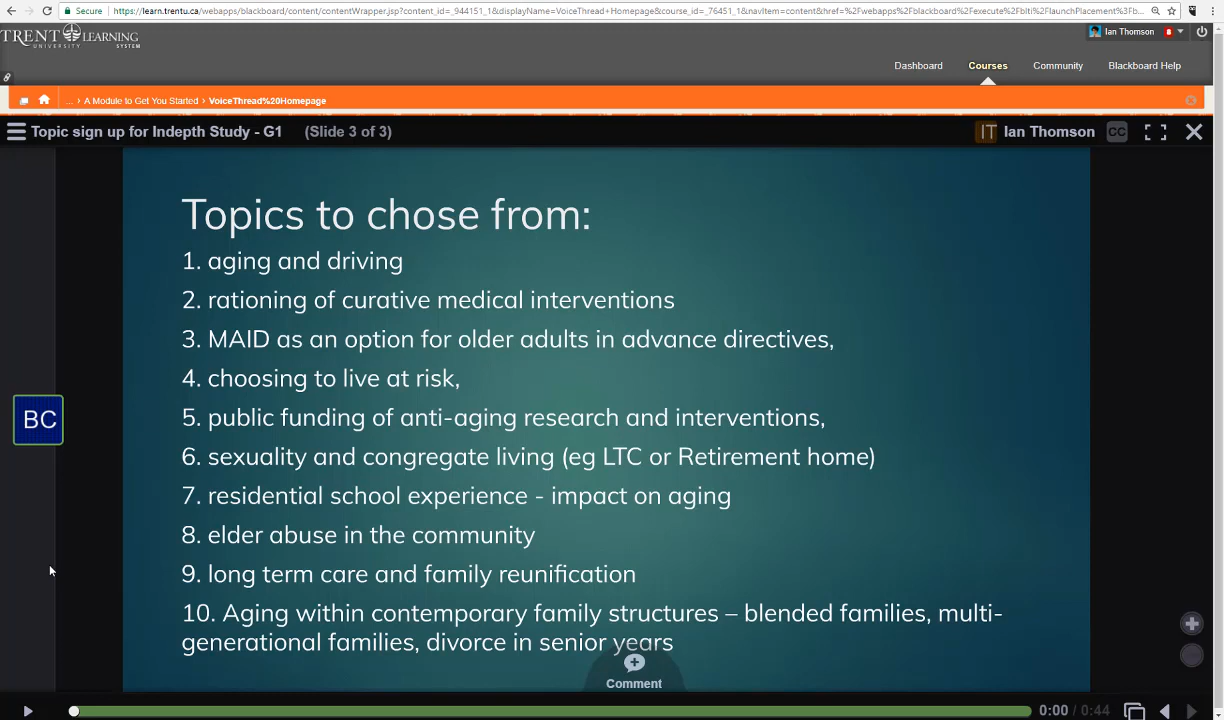 Secure
https://learn.trentu.ca/webapps/blackboard/content/contentWrapper.jsp?content_id=_944151_1&displayName=VoiceThread+Homepage&course_id=_76451_1&navItem=content&href=%2Fwebapps%2Fblackboard%2Fexecute%2Fblti%2FlaunchPlacement%3Fb...
TRENT LEARNING
UNIVERSITY SYSTEM
Ian Thomson 8
Dashboard Courses Community Blackboard Help
... > A Module to Get You Started > VoiceThread%20Homepage
Topic sign up for Indepth Study - G1 (Slide 3 of 3)
IT Ian Thomson CC
Topics to chose from:
1. aging and driving
2. rationing of curative medical interventions
3. MAID as an option for older adults in advance directives,
4. choosing to live at risk,
5. public funding of anti-aging research and interventions,
BC
6. sexuality and congregate living (eg LTC or Retirement home)
7. residential school experience - impact on aging
8. elder abuse in the community
9. long term care and family reunification
10. Aging within contemporary family structures – blended families, multi-
generational families, divorce in senior years
Comment
0:00 / 0:44